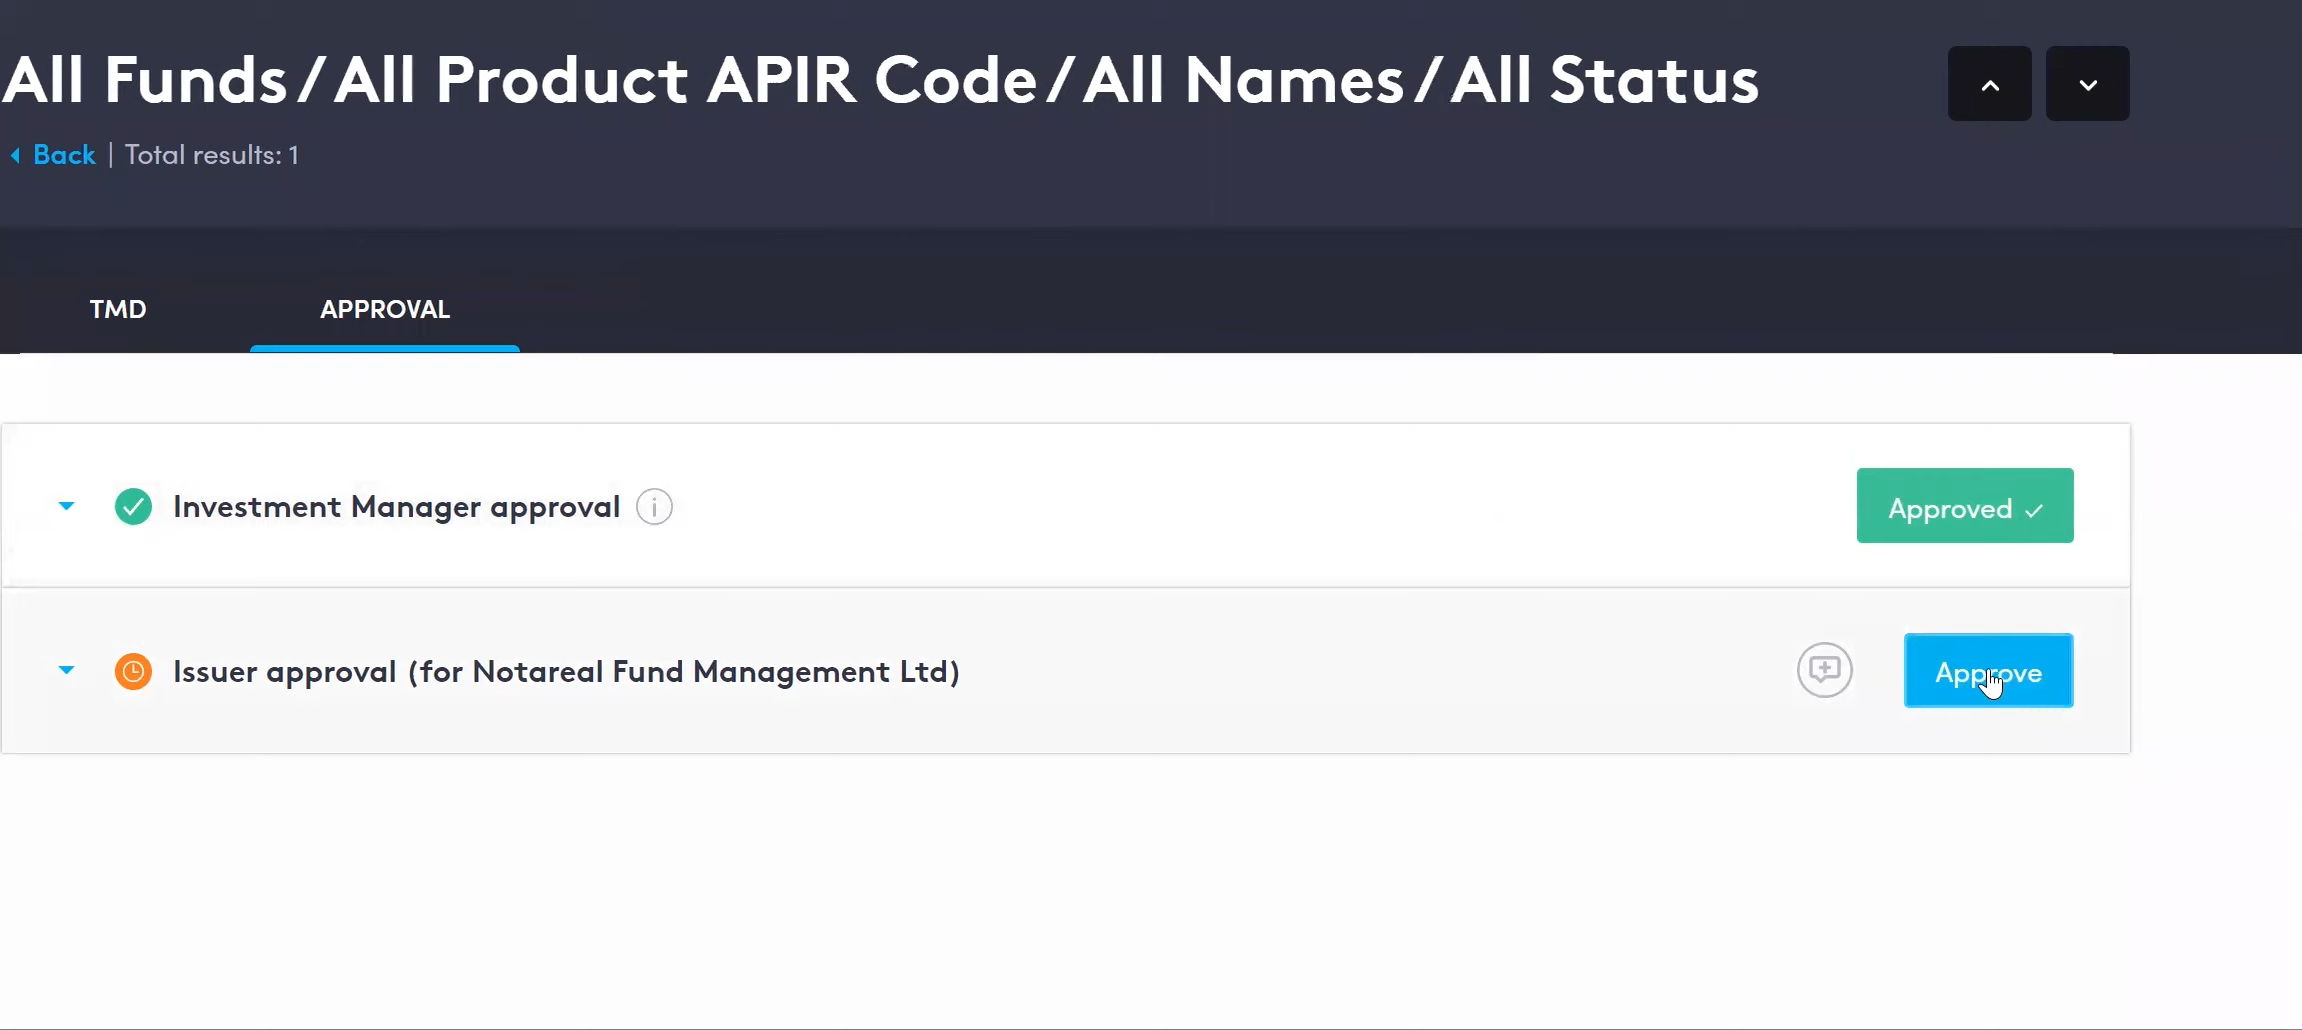 All Funds / All Product APIR Code / All Names / All Status
Back | Total results: 1
TMD APPROVAL
Investment Manager approval i Approved
Issuer approval (for Notareal Fund Management Ltd) Approve